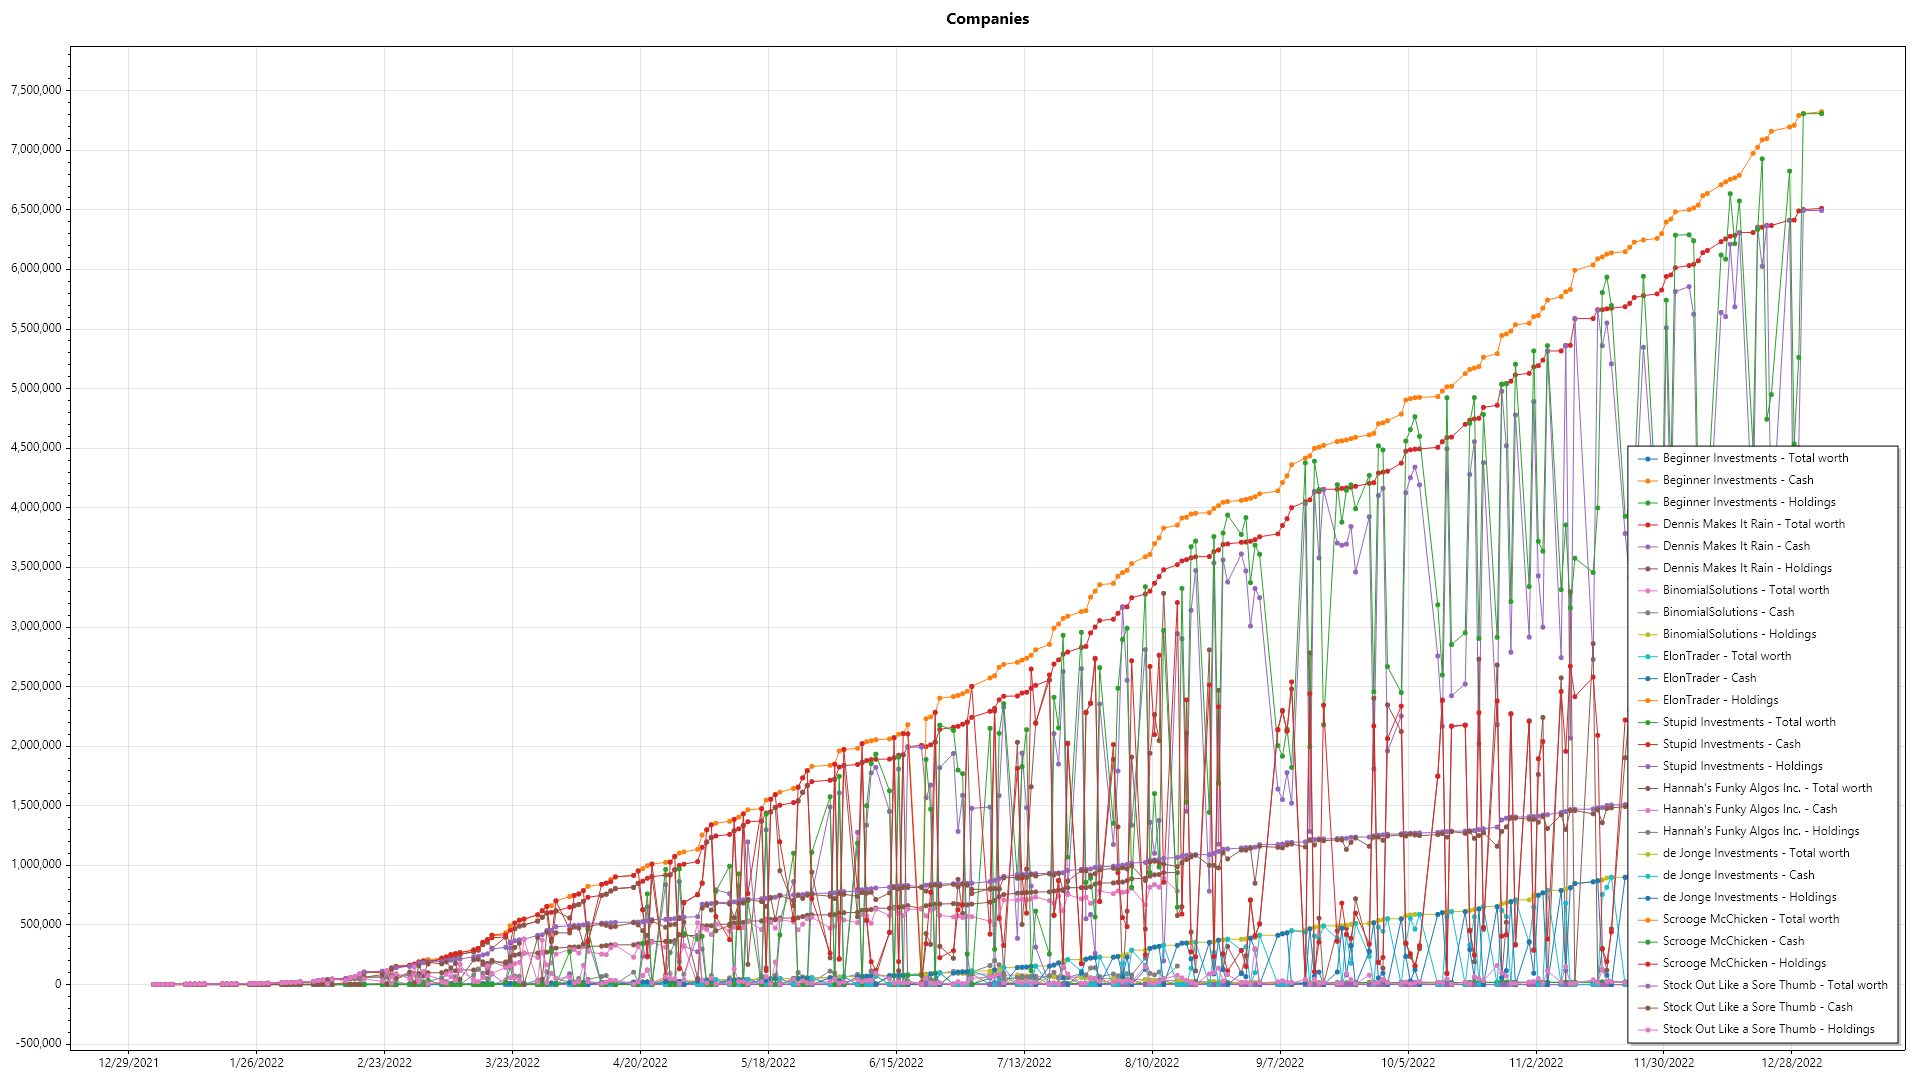 Companies
7,500,000
7,000,000
6,500,000
6,000,000
5,500,000
5,000,000
4,500,000
4,000,000
3,500,000
3,000,000
2,500,000
2,000,000
1,500,000
1,000,000
500,000
0
-500,000
12/29/2021
1/26/2022
2/23/2022
3/23/2022
4/20/2022
5/18/2022
6/15/2022
7/13/2022
8/10/2022
9/7/2022
10/5/2022
11/2/2022
11/30/2022
12/28/2022
Beginner Investments - Total worth
Beginner Investments - Cash
Beginner Investments - Holdings
Dennis Makes It Rain - Total worth
Dennis Makes It Rain - Cash
Dennis Makes It Rain - Holdings
BinomialSolutions - Total worth
BinomialSolutions - Cash
BinomialSolutions - Holdings
ElonTrader - Total worth
ElonTrader - Cash
ElonTrader - Holdings
Stupid Investments - Total worth
Stupid Investments - Cash
Stupid Investments - Holdings
Hannah's Funky Algos Inc. - Total worth
Hannah's Funky Algos Inc. - Cash
Hannah's Funky Algos Inc. - Holdings
de Jonge Investments - Total worth
de Jonge Investments - Cash
de Jonge Investments - Holdings
Scrooge McChicken - Total worth
Scrooge McChicken - Cash
Scrooge McChicken - Holdings
Stock Out Like a Sore Thumb - Total worth
Stock Out Like a Sore Thumb - Cash
Stock Out Like a Sore Thumb - Holdings